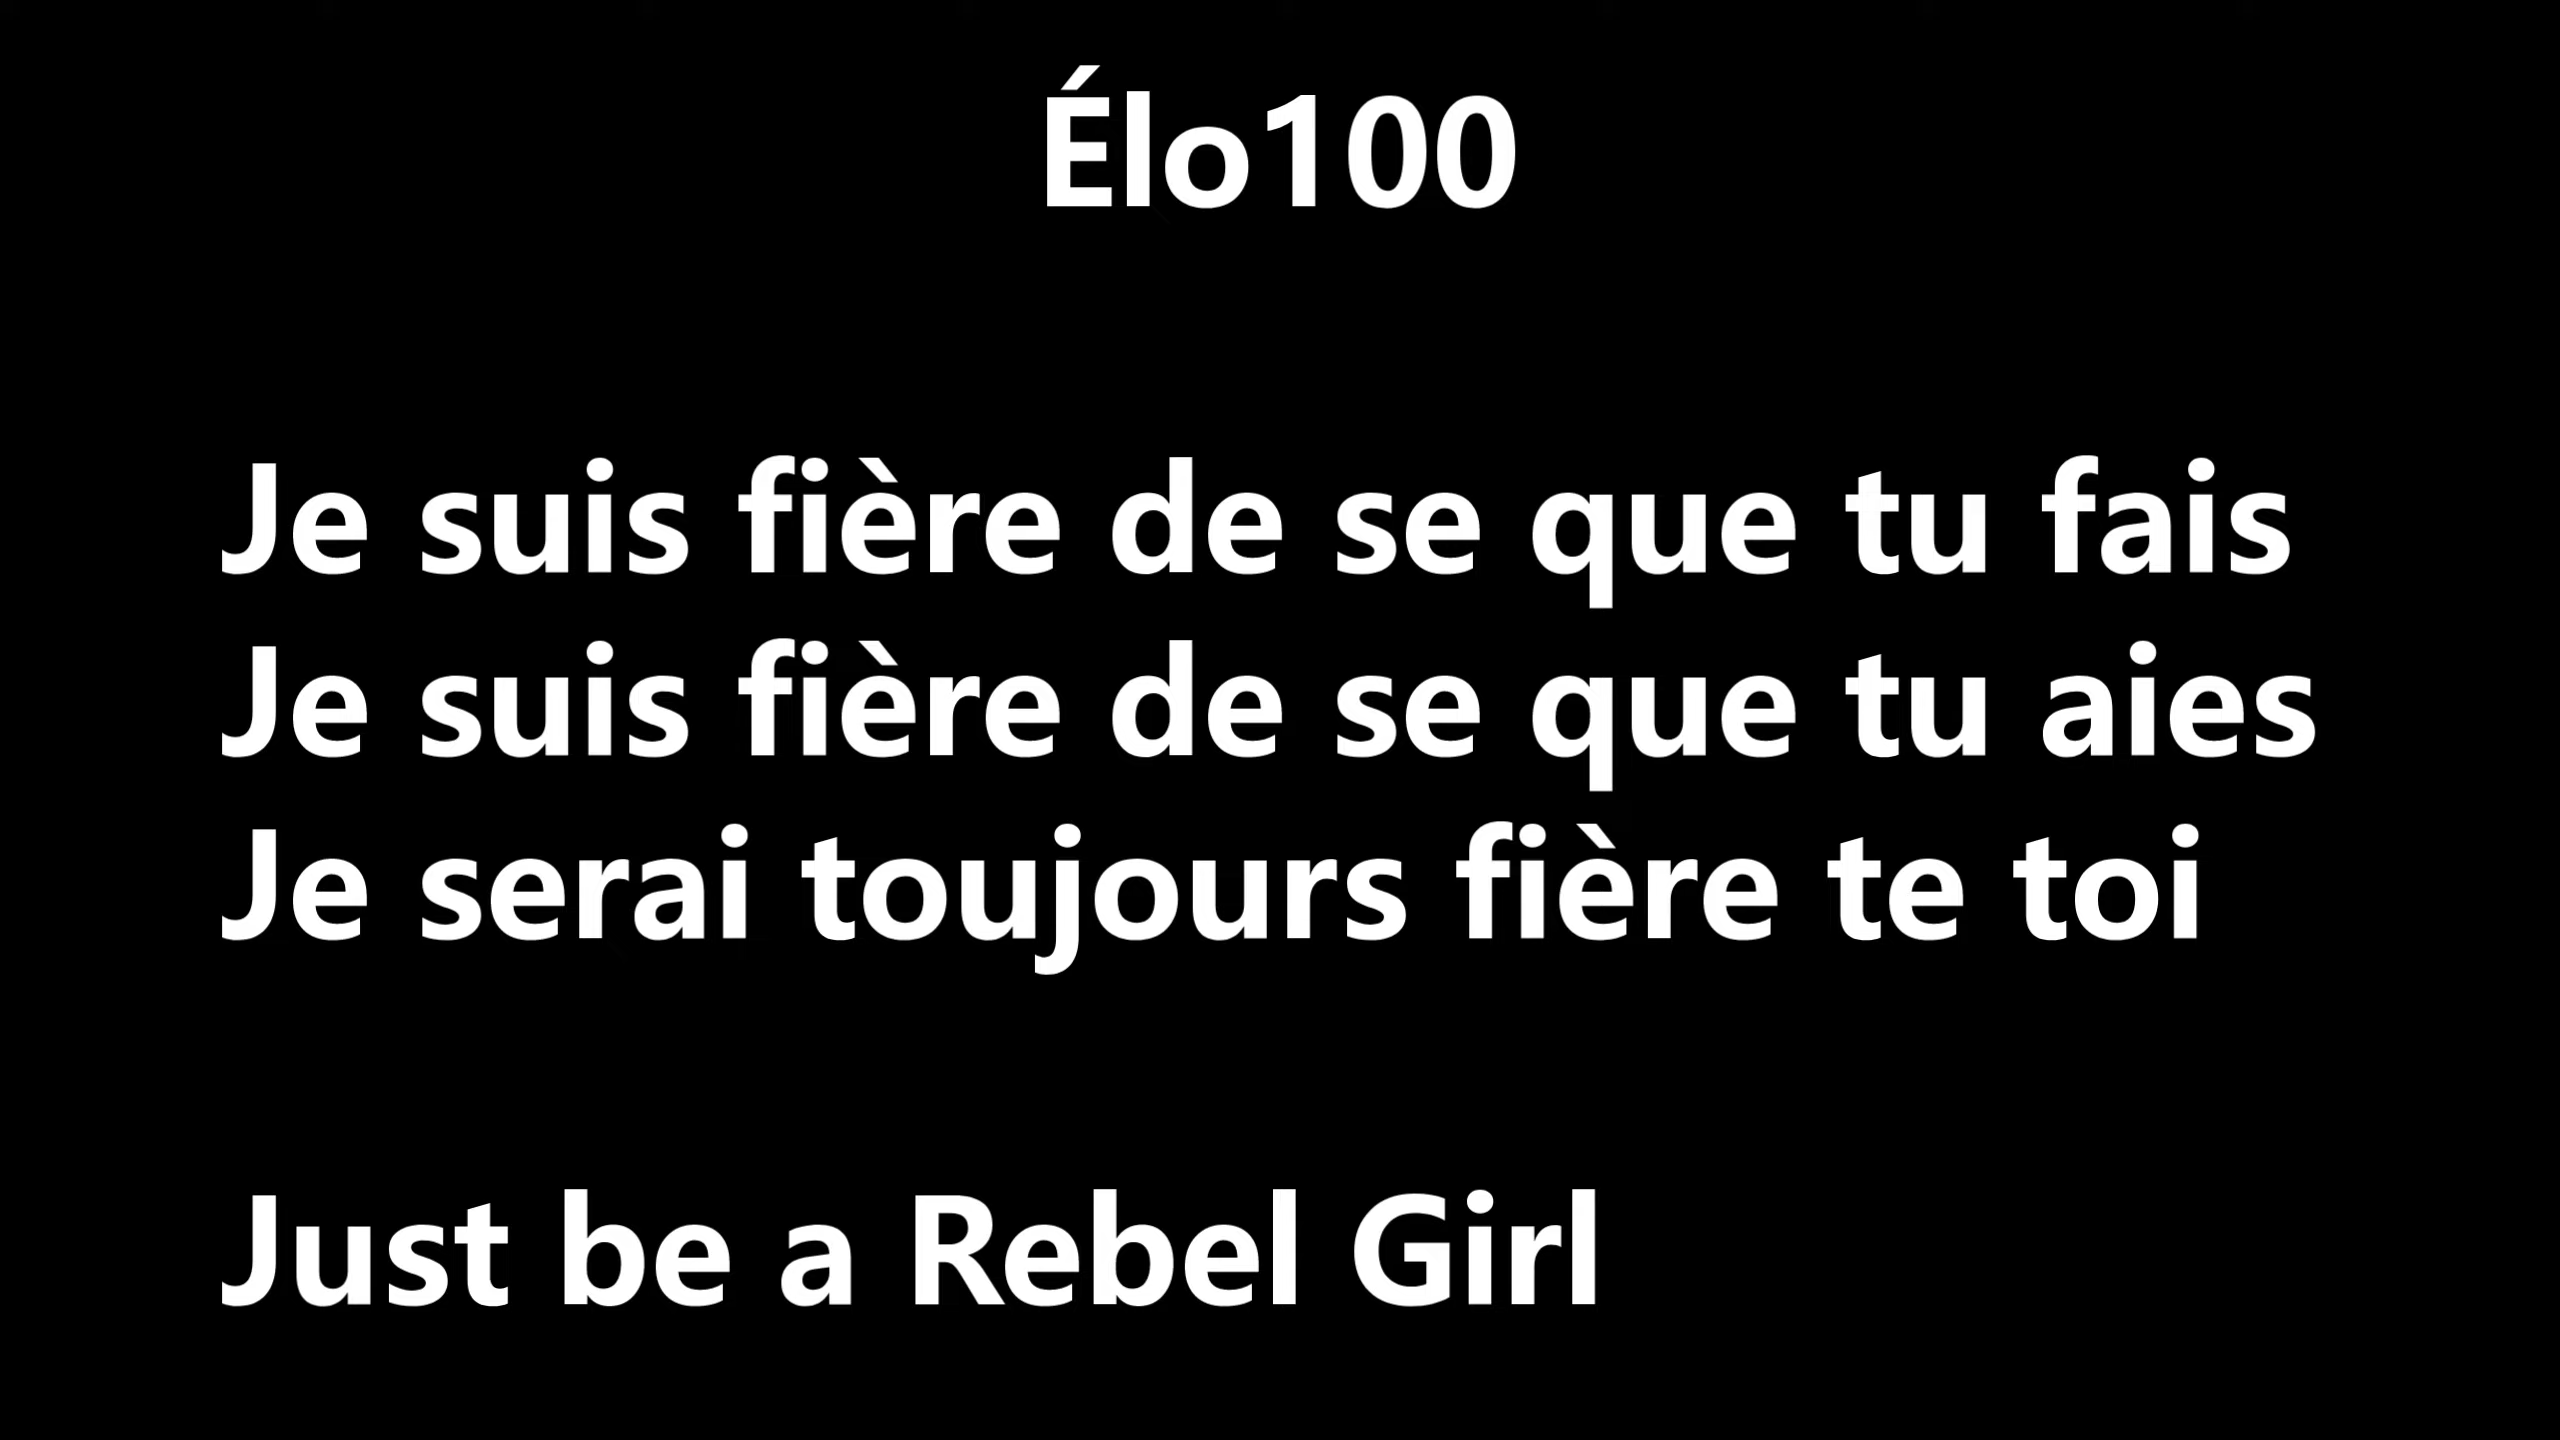 Élo100
Je suis fière de se que tu fais
Je suis fière de se que tu aies
Je serai toujours fière te toi
Just be a Rebel Girl